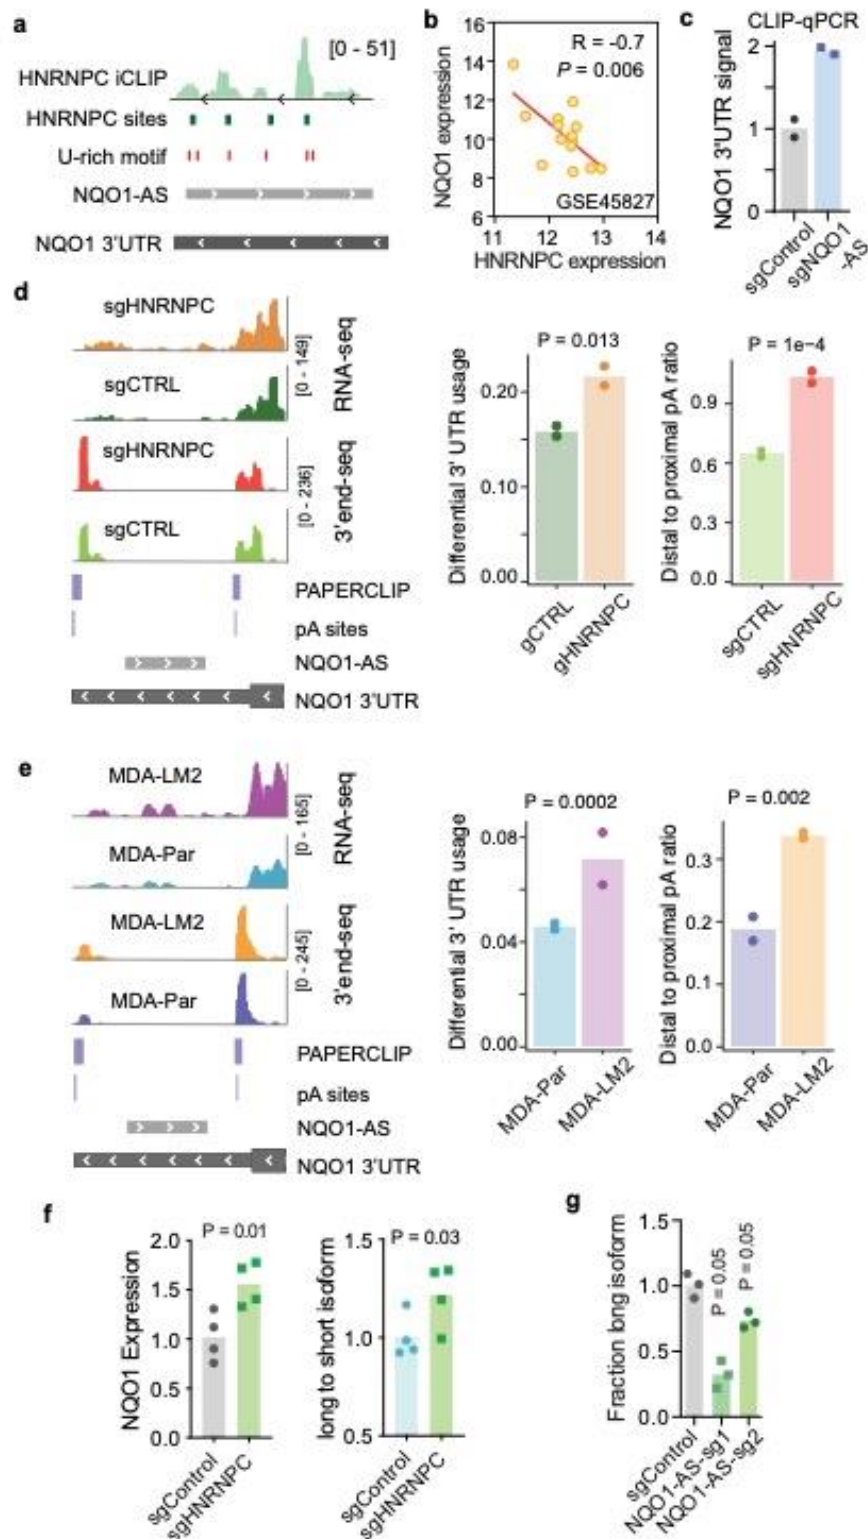 a
[0 - 51]
HNRNPC iCLIP
HNRNPC sites
U-rich motif
NQO1-AS
NQO1 3'UTR
b
NQO1 expression
16
14
12
10
8
6
R = -0.7
P = 0.006
GSE45827
11 12 13 14
HNRNPC expression
c
CLIP-qPCR
NQO1 3'UTR signal
2
1
0
sgControl
sgNQO1
-AS
d
sgHNRNPC
sgCTRL
[0 - 149]
RNA-seq
sgHNRNPC
sgCTRL
[0 - 236]
3'end-seq
PAPERCLIP
pA sites
NQO1-AS
NQO1 3'UTR
P = 0.013
Differential 3' UTR usage
0.20
0.10
0.00
gCTRL
gHNRNPC
P = 1e−4
Distal to proximal pA ratio
0.9
0.6
0.3
0.0
sgCTRL
sgHNRNPC
e
MDA-LM2
MDA-Par
[0 - 165]
RNA-seq
MDA-LM2
MDA-Par
[0 - 245]
3'end-seq
PAPERCLIP
pA sites
NQO1-AS
NQO1 3'UTR
P = 0.0002
Differential 3' UTR usage
0.08
0.04
0.00
MDA-Par
MDA-LM2
P = 0.002
Distal to proximal pA ratio
0.3
0.2
0.1
0.0
MDA-Par
MDA-LM2
f
P = 0.01
NQO1 Expression
2.0
1.5
1.0
0.5
0.0
sgControl
sgHNRNPC
P = 0.03
long to short isoform
1.5
1.0
0.5
sgControl
sgHNRNPC
g
Fraction long isoform
1.5
1.0
0.5
0.0
P = 0.05
P = 0.05
sgControl
NQO1-AS-sg1
NQO1-AS-sg2